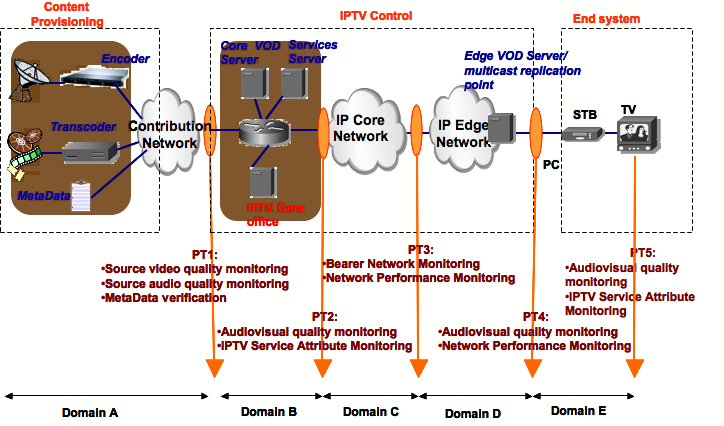 Content
Provisioning
IPTV Control
End system
Encoder
Core VOD
Server
Services
Server
Edge VOD Server/
multicast replication
point
Transcoder
Contribution
Network
IP Core
Network
IP Edge
Network
STB
TV
PC
MetaData
IPTV Core
office
PT1:
•Source video quality monitoring
•Source audio quality monitoring
•MetaData verification
PT3:
•Bearer Network Monitoring
•Network Performance Monitoring
PT5:
•Audiovisual quality
monitoring
•IPTV Service Attribute
Monitoring
PT2:
•Audiovisual quality monitoring
•IPTV Service Attribute Monitoring
PT4:
•Audiovisual quality monitoring
•Network Performance Monitoring
Domain A
Domain B
Domain C
Domain D
Domain E